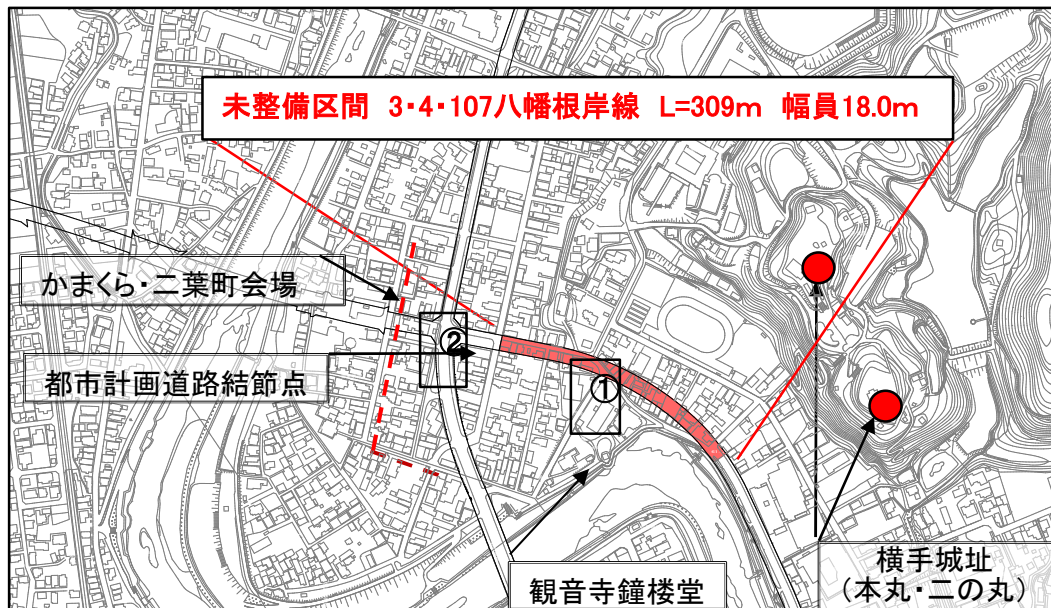 未整備区間 3・4・107八幡根岸線 L=309m 幅員18.0m
かまくら・二葉町会場
②
都市計画道路結節点
①
観音寺鐘楼堂
横手城址
(本丸・二の丸)